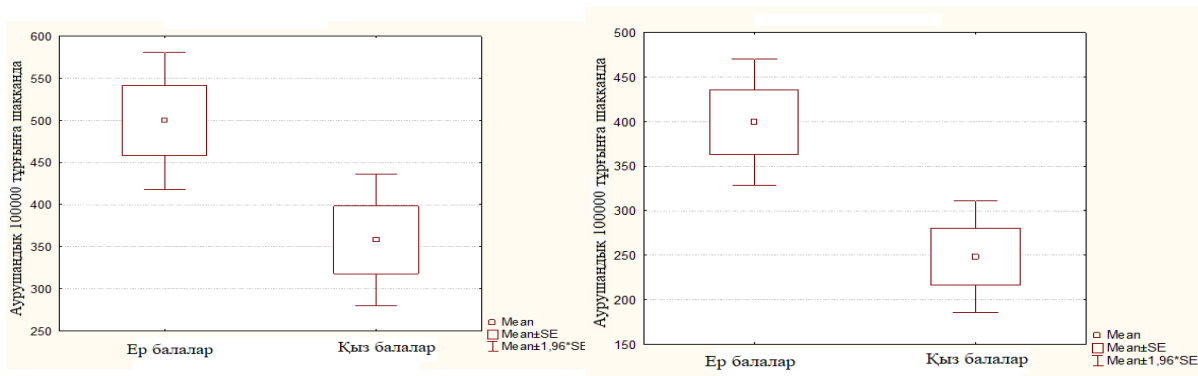 Аурушандык 100000 тұрғынға шакканда
600
550
500
450
400
350
300
250
Ер балалар
Қыз балалар
Mean
Mean±SE
Mean±1,96*SE
Аурушаңдық 100000 тұрғынға шаққанда
500
450
400
350
300
250
200
150
Ер балалар
Қыз балалар
Mean
Mean±SE
Mean±1,96*SE